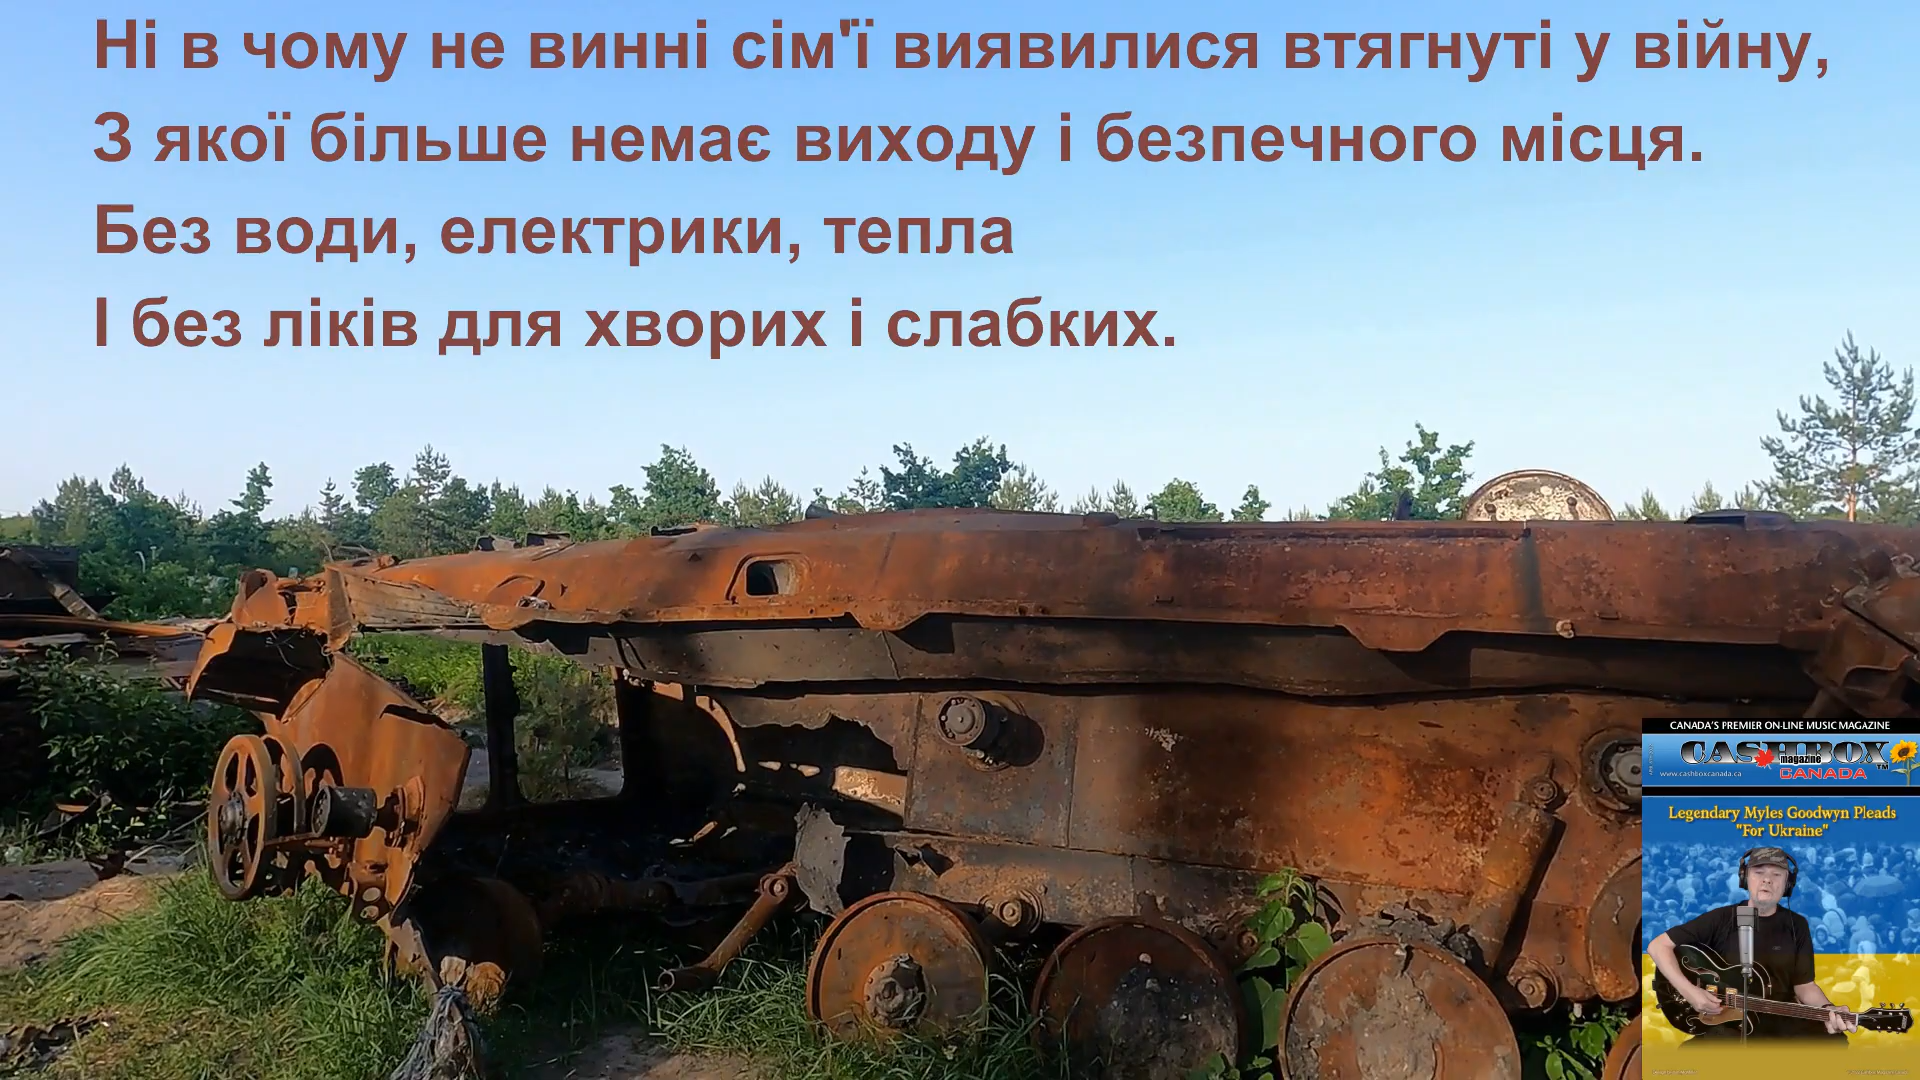 Ні в чому не винні сім'ї виявилися втягнуті у війну,
З якої більше немає виходу і безпечного місця.
Без води, електрики, тепла
І без ліків для хворих і слабких.
CANADA'S PREMIER ON-LINE MUSIC MAGAZINE
CASHBOX
magazine
TM
www.cashboxcanada.ca
CANADA
Legendary Myles Goodwyn Pleads
"For Ukraine"